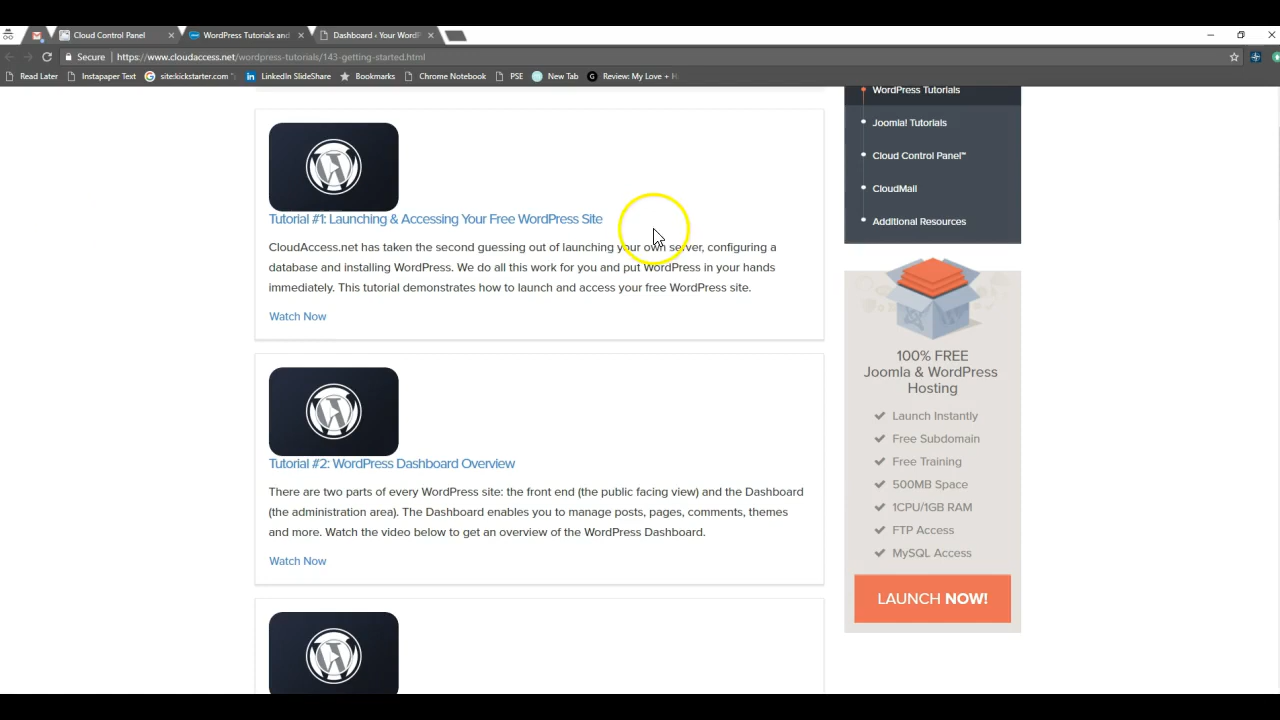 Cloud Control Panel
WordPress Tutorials and
Dashboard ‹ Your WordP
Secure
https://www.cloudaccess.net/wordpress-tutorials/143-getting-started.html
Read Later
Instapaper Text
sitekickstarter.com
LinkedIn SlideShare
Bookmarks
Chrome Notebook
PSE
New Tab
Review: My Love + H
Tutorial #1: Launching & Accessing Your Free WordPress Site
CloudAccess.net has taken the second guessing out of launching your own server, configuring a
database and installing WordPress. We do all this work for you and put WordPress in your hands
immediately. This tutorial demonstrates how to launch and access your free WordPress site.
Watch Now
Tutorial #2: WordPress Dashboard Overview
There are two parts of every WordPress site: the front end (the public facing view) and the Dashboard
(the administration area). The Dashboard enables you to manage posts, pages, comments, themes
and more. Watch the video below to get an overview of the WordPress Dashboard.
Watch Now
WordPress Tutorials
Joomla! Tutorials
Cloud Control Panel™
CloudMail
Additional Resources
100% FREE
Joomla & WordPress
Hosting
Launch Instantly
Free Subdomain
Free Training
500MB Space
1CPU/1GB RAM
FTP Access
MySQL Access
LAUNCH NOW!